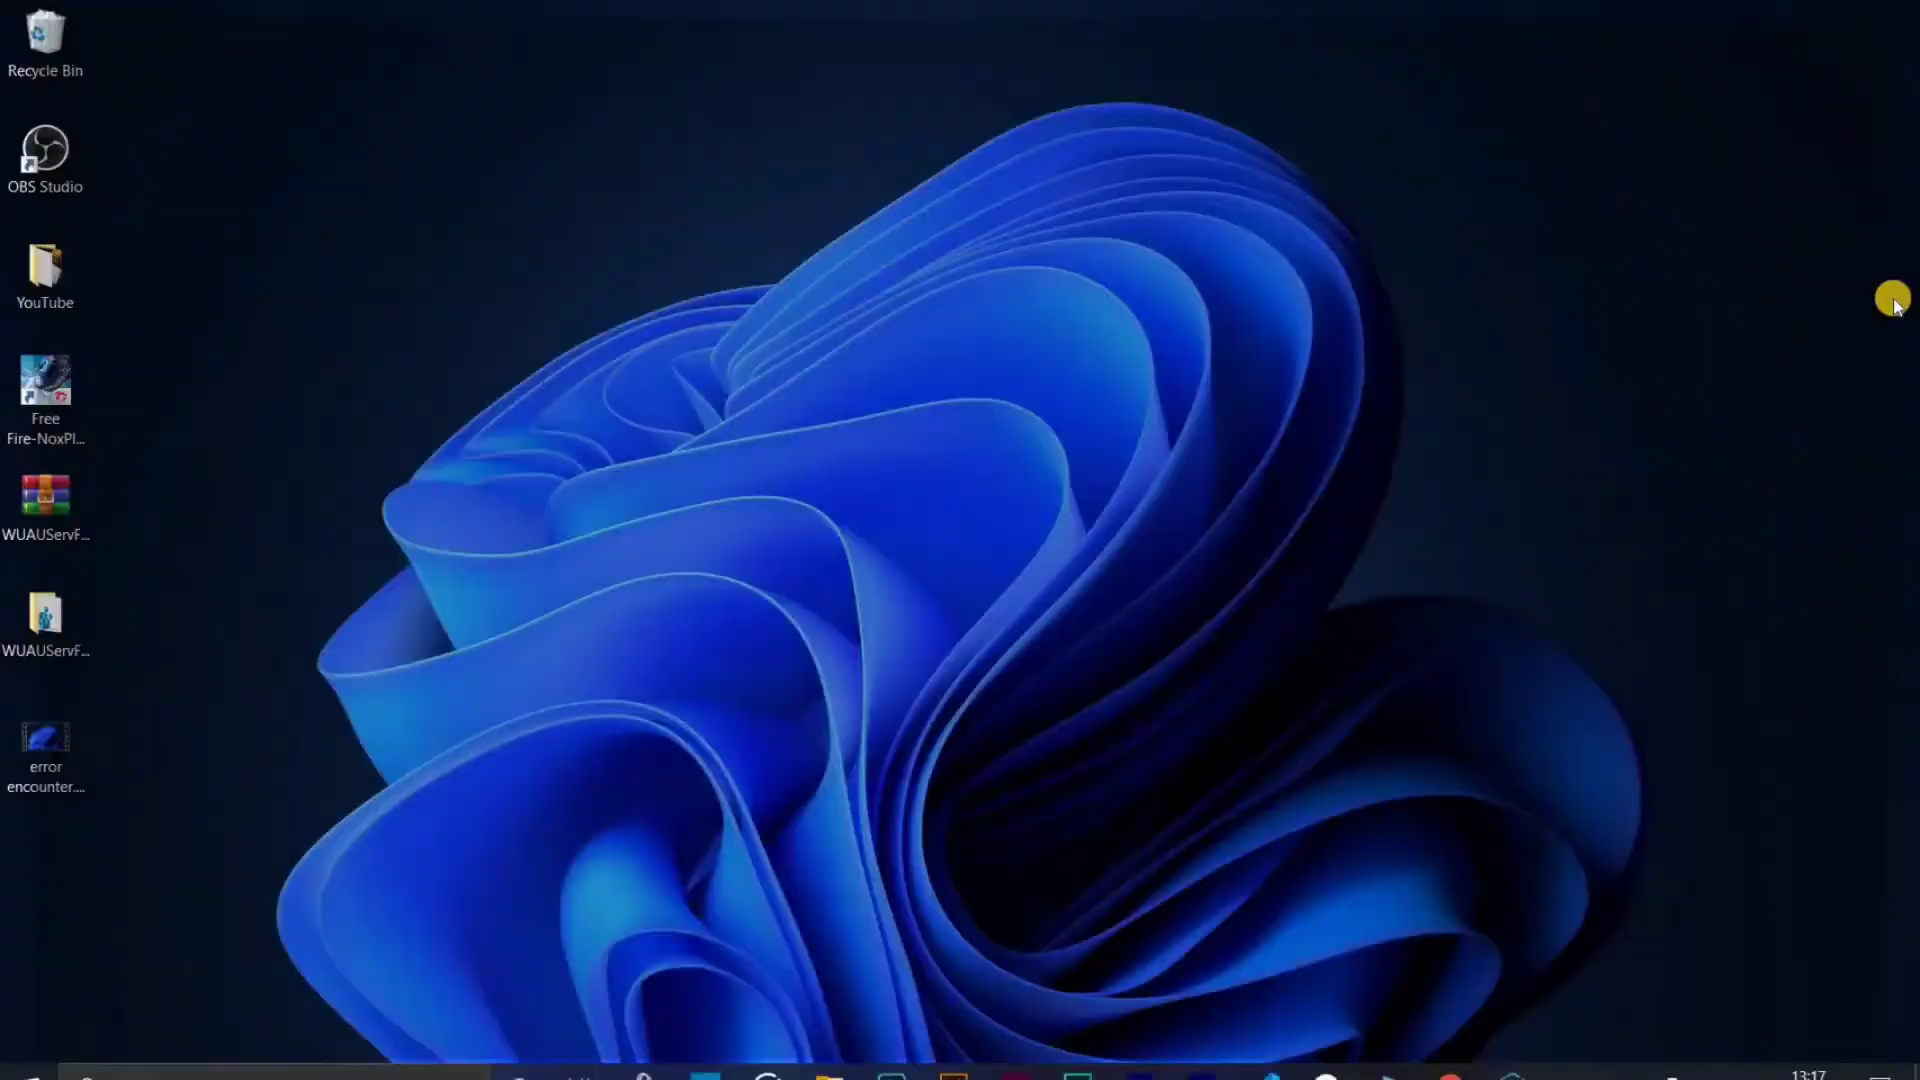 Recycle Bin
OBS Studio
YouTube
Free
Fire-NoxPl...
WUAUServF...
WUAUServF...
error
encounter....
13:17